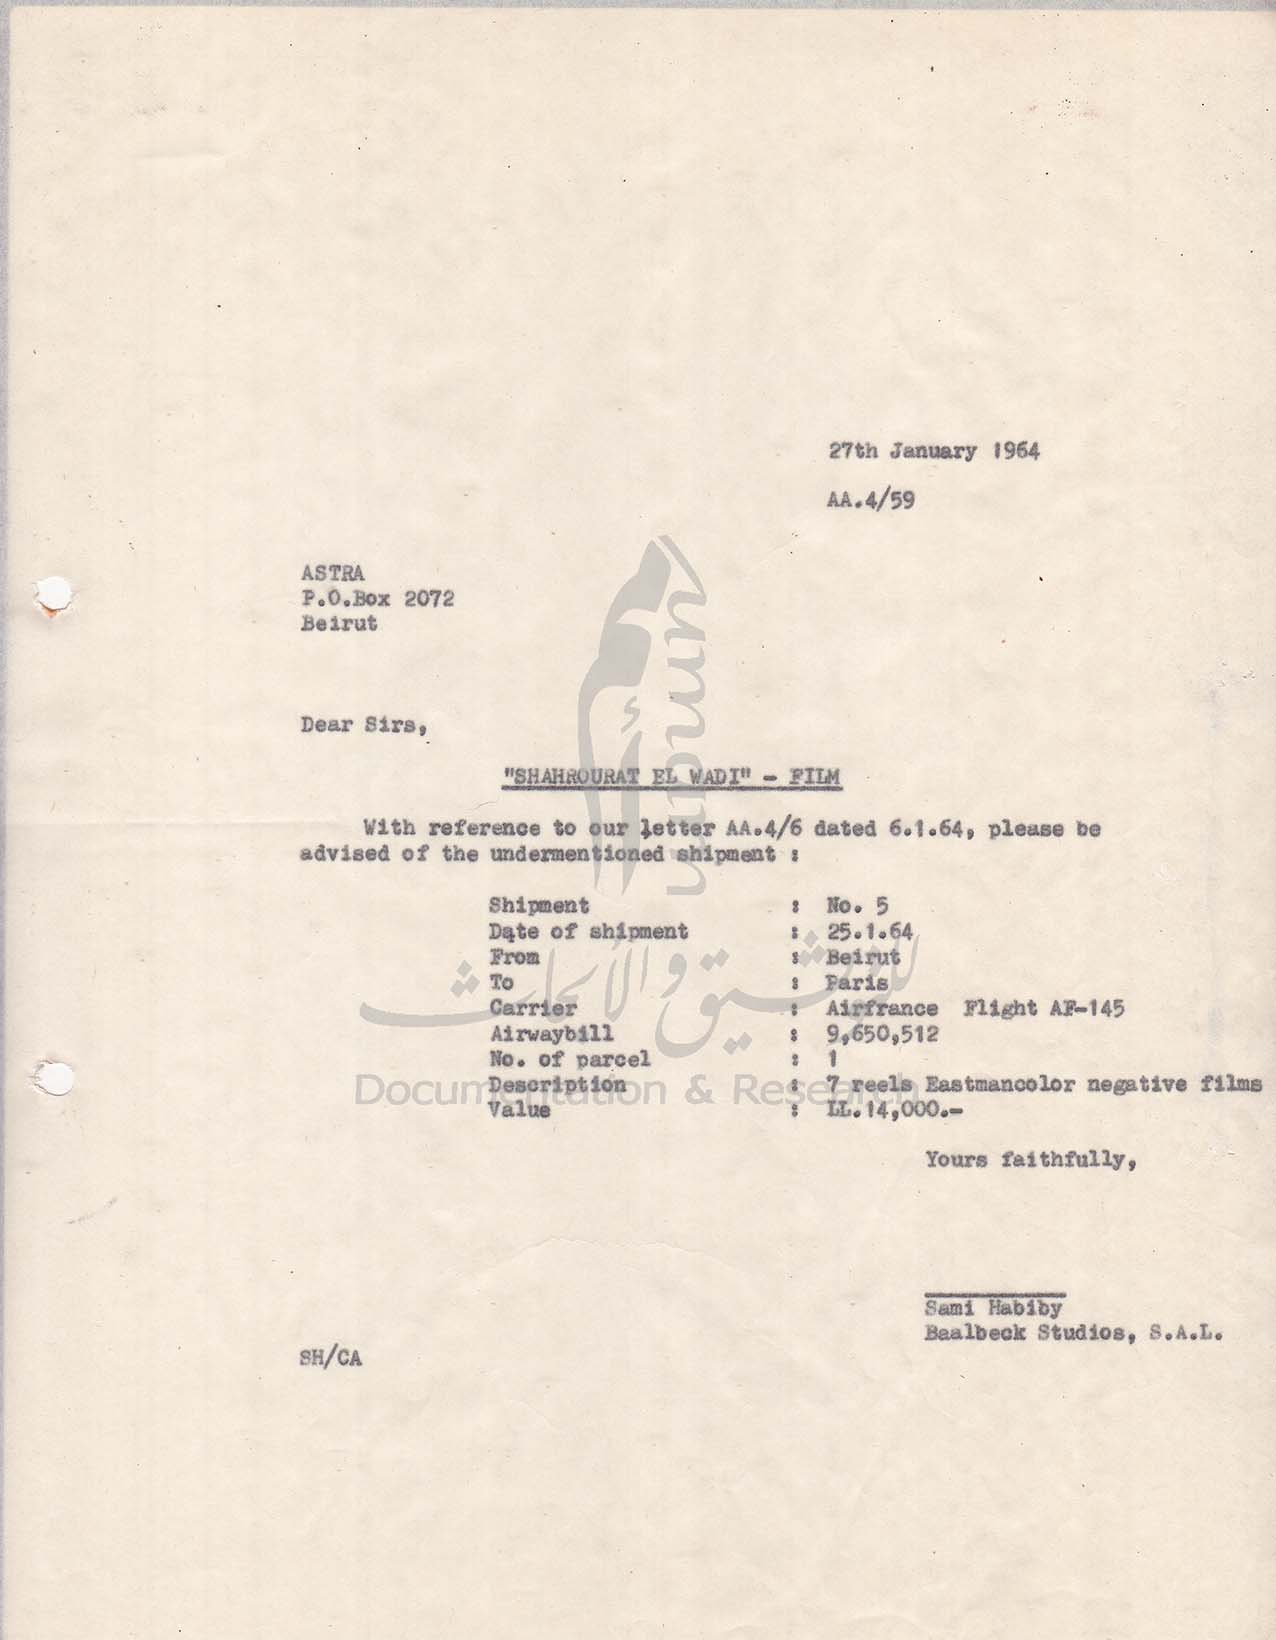 27th January 1964
AA.4/59
ASTRA
P.O.Box 2072
Beirut
Dear Sirs,
"SHAHROURAT EL WADI" - FILM
With reference to our letter AA.4/6 dated 6.1.64, please be
advised of the undermentioned shipment :
Shipment : No. 5
Date of shipment : 25.1.64
From : Beirut
To : Paris
Carrier : Airfrance Flight AF-145
Airwaybill : 9,650,512
No. of parcel : 1
Description : 7 reels Eastmancolor negative films
Value : LL.14,000.-
Yours faithfully,
Sami Habiby
Baalbeck Studios, S.A.L.
SH/CA
أمم
umam
للتوثيق والأبحاث
Documentation & Research